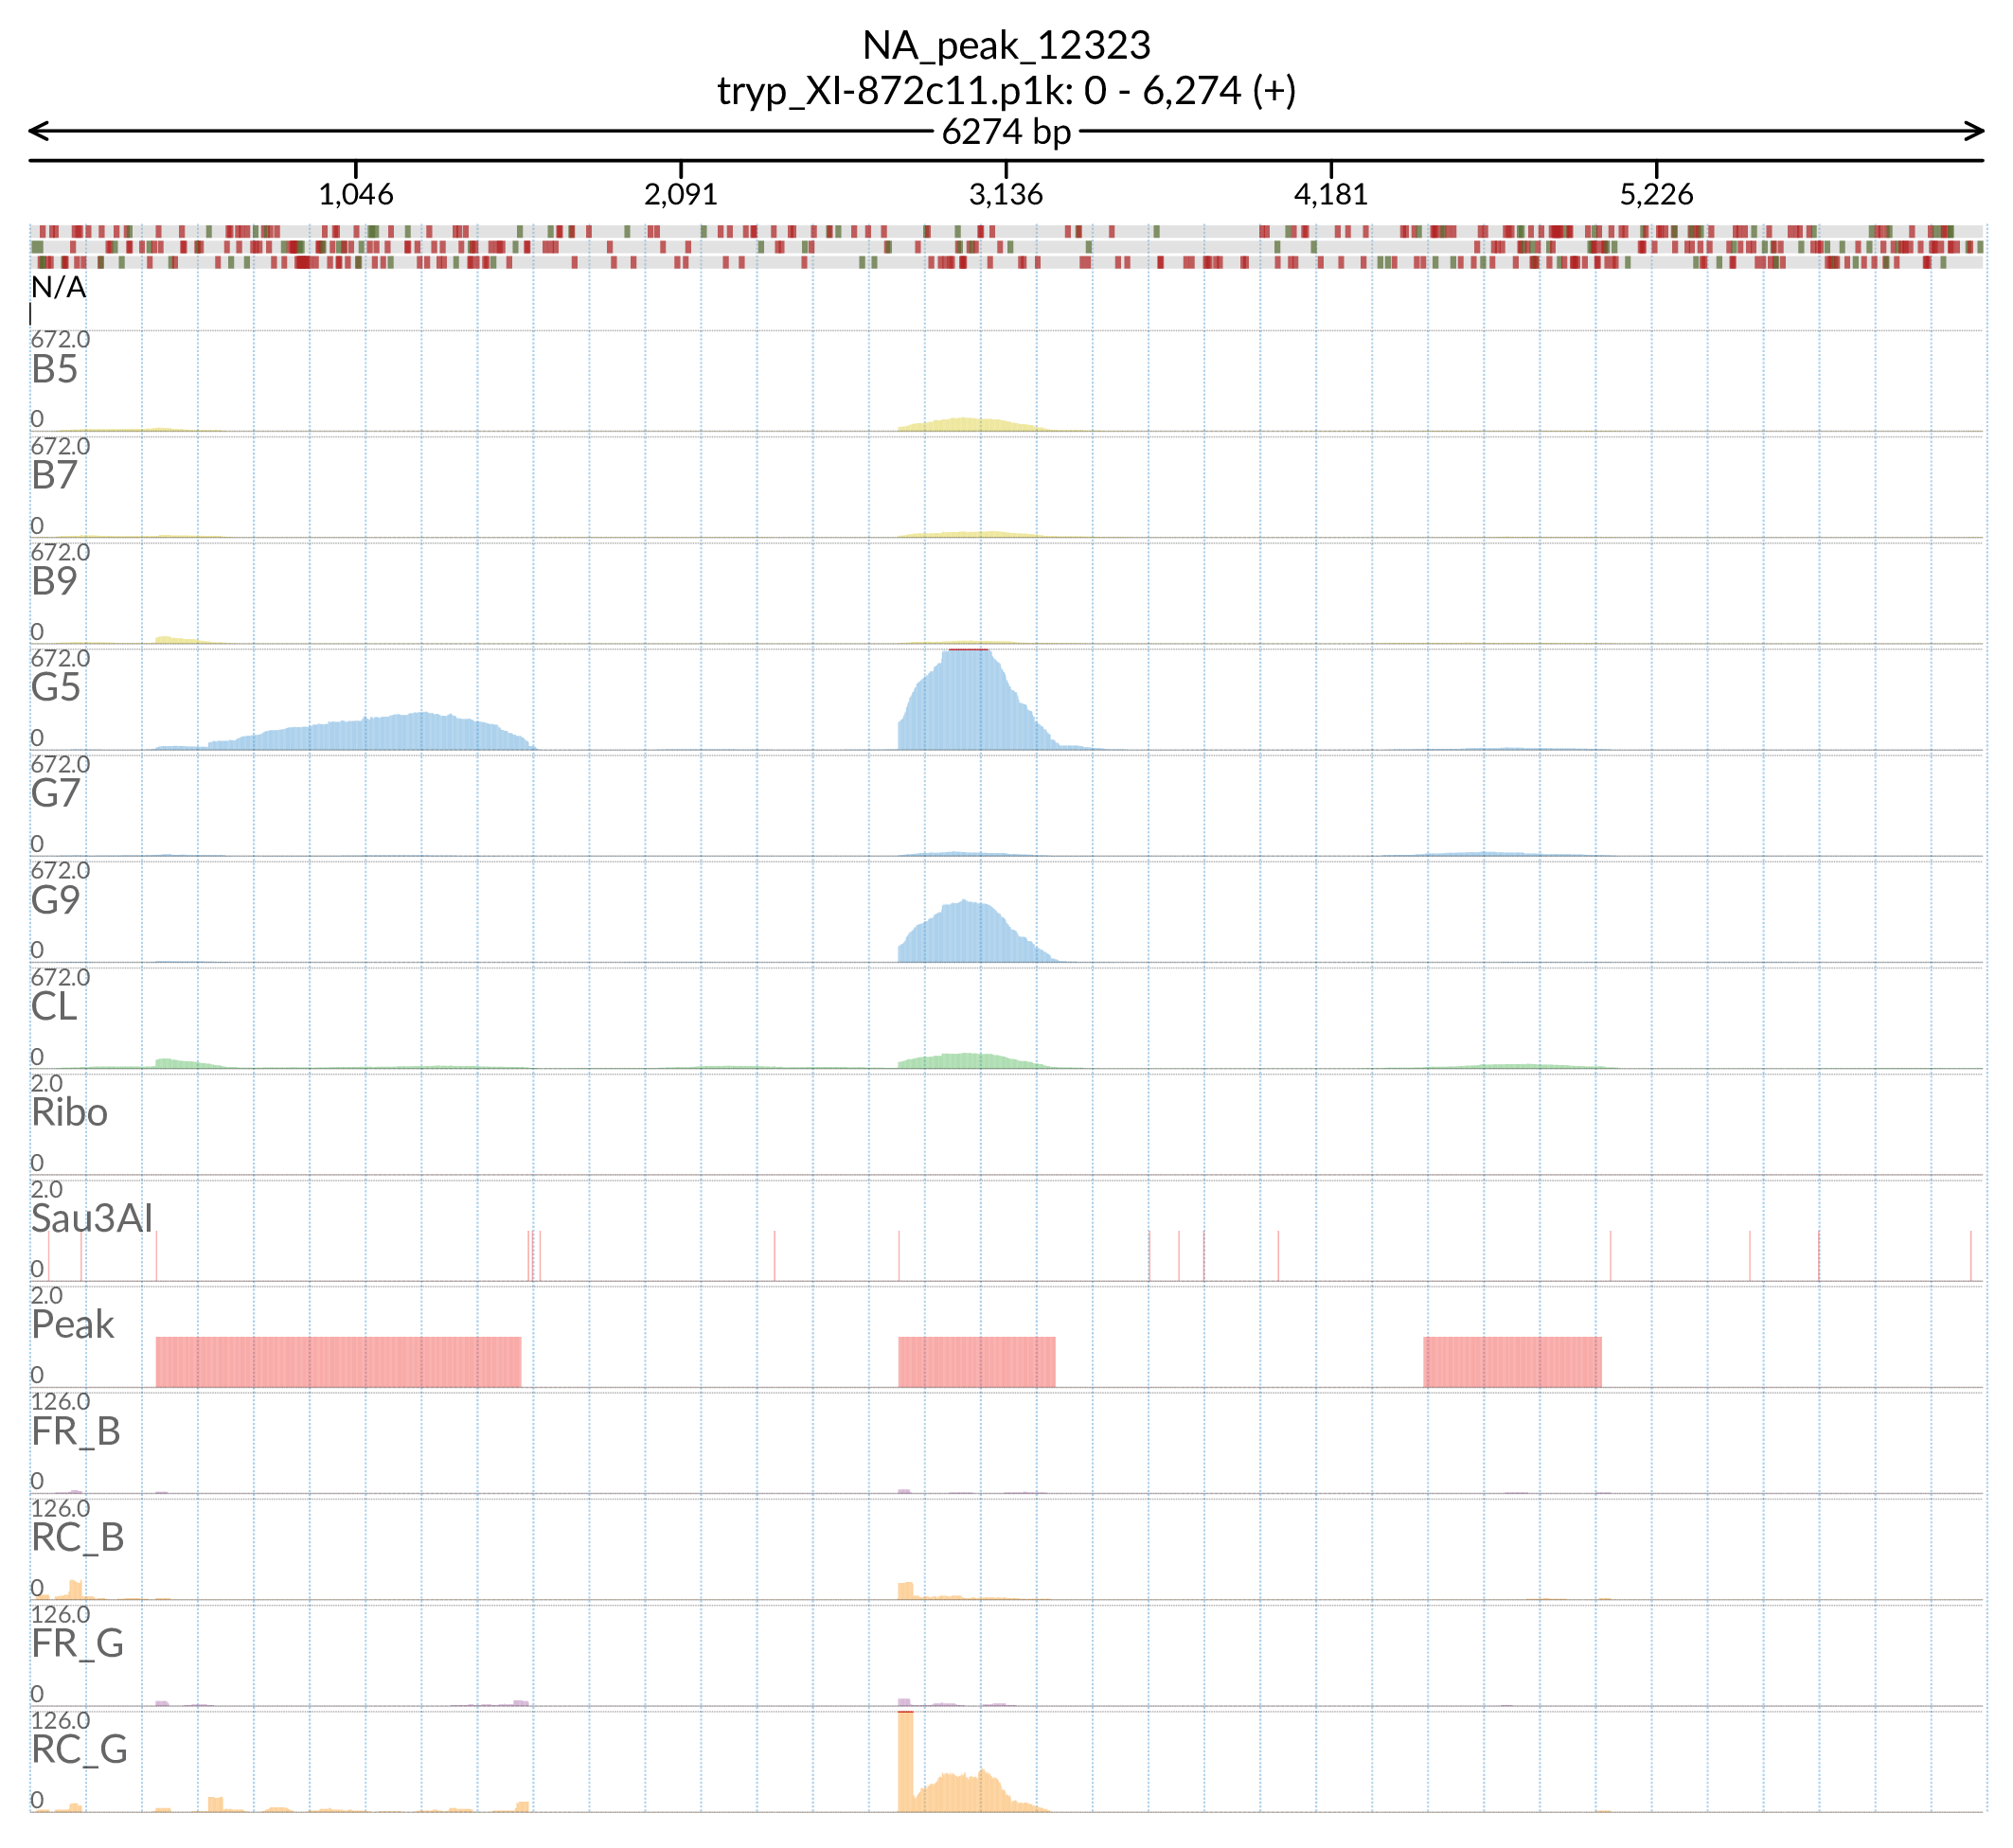 NA_peak_12323
tryp_XI-872c11.p1k: 0 - 6,274 (+)
6274 bp
1,046 2,091 3,136 4,181 5,226
N/A
672.0
B5
0
672.0
B7
0
672.0
B9
0
672.0
G5
0
672.0
G7
0
672.0
G9
0
672.0
CL
0
2.0
Ribo
0
2.0
Sau3AI
0
2.0
Peak
0
126.0
FR_B
0
126.0
RC_B
0
126.0
FR_G
0
126.0
RC_G
0